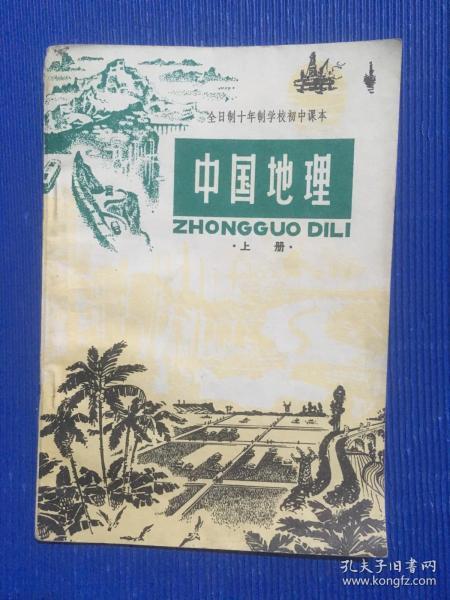 全日制十年制学校初中课本
中国地理
ZHONGGUO DILI
·上 册·
孔夫子旧书网
www.kongfz.com